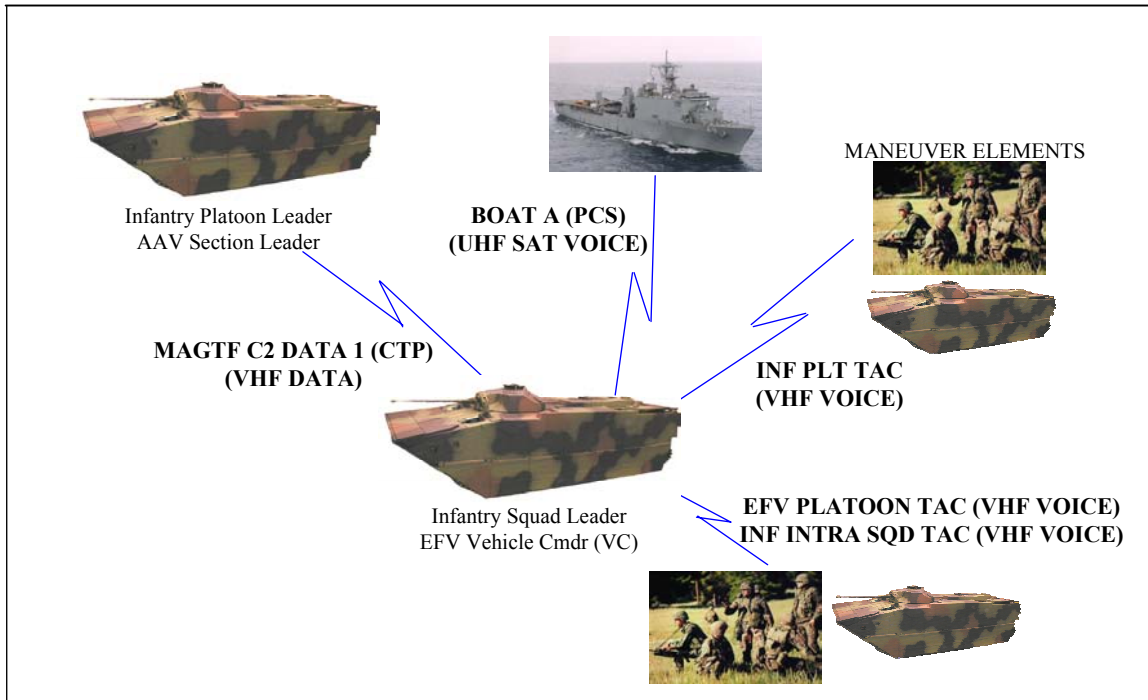 MANEUVER ELEMENTS
Infantry Platoon Leader
AAV Section Leader
BOAT A (PCS)
(UHF SAT VOICE)
MAGTF C2 DATA 1 (CTP)
(VHF DATA)
INF PLT TAC
(VHF VOICE)
Infantry Squad Leader
EFV Vehicle Cmdr (VC)
EFV PLATOON TAC (VHF VOICE)
INF INTRA SQD TAC (VHF VOICE)